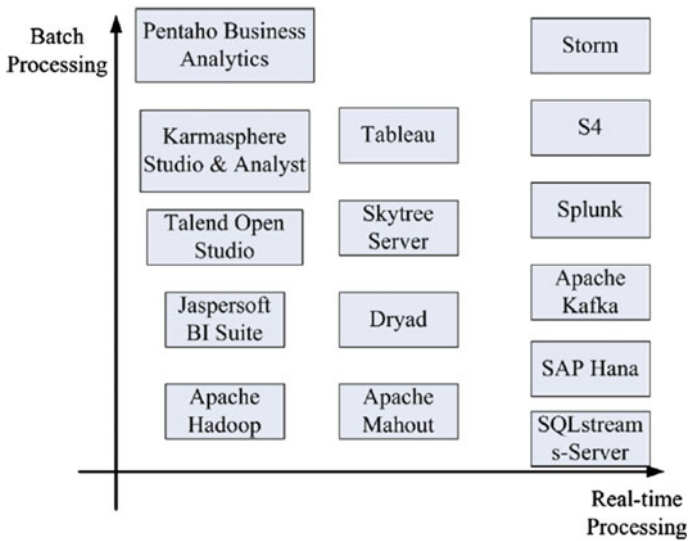 Batch
Processing
Pentaho Business
Analytics
Storm
Karmasphere
Studio & Analyst
Tableau
S4
Talend Open
Studio
Skytree
Server
Splunk
Jaspersoft
BI Suite
Dryad
Apache
Kafka
Apache
Hadoop
Apache
Mahout
SAP Hana
SQLstream
s-Server
Real-time
Processing